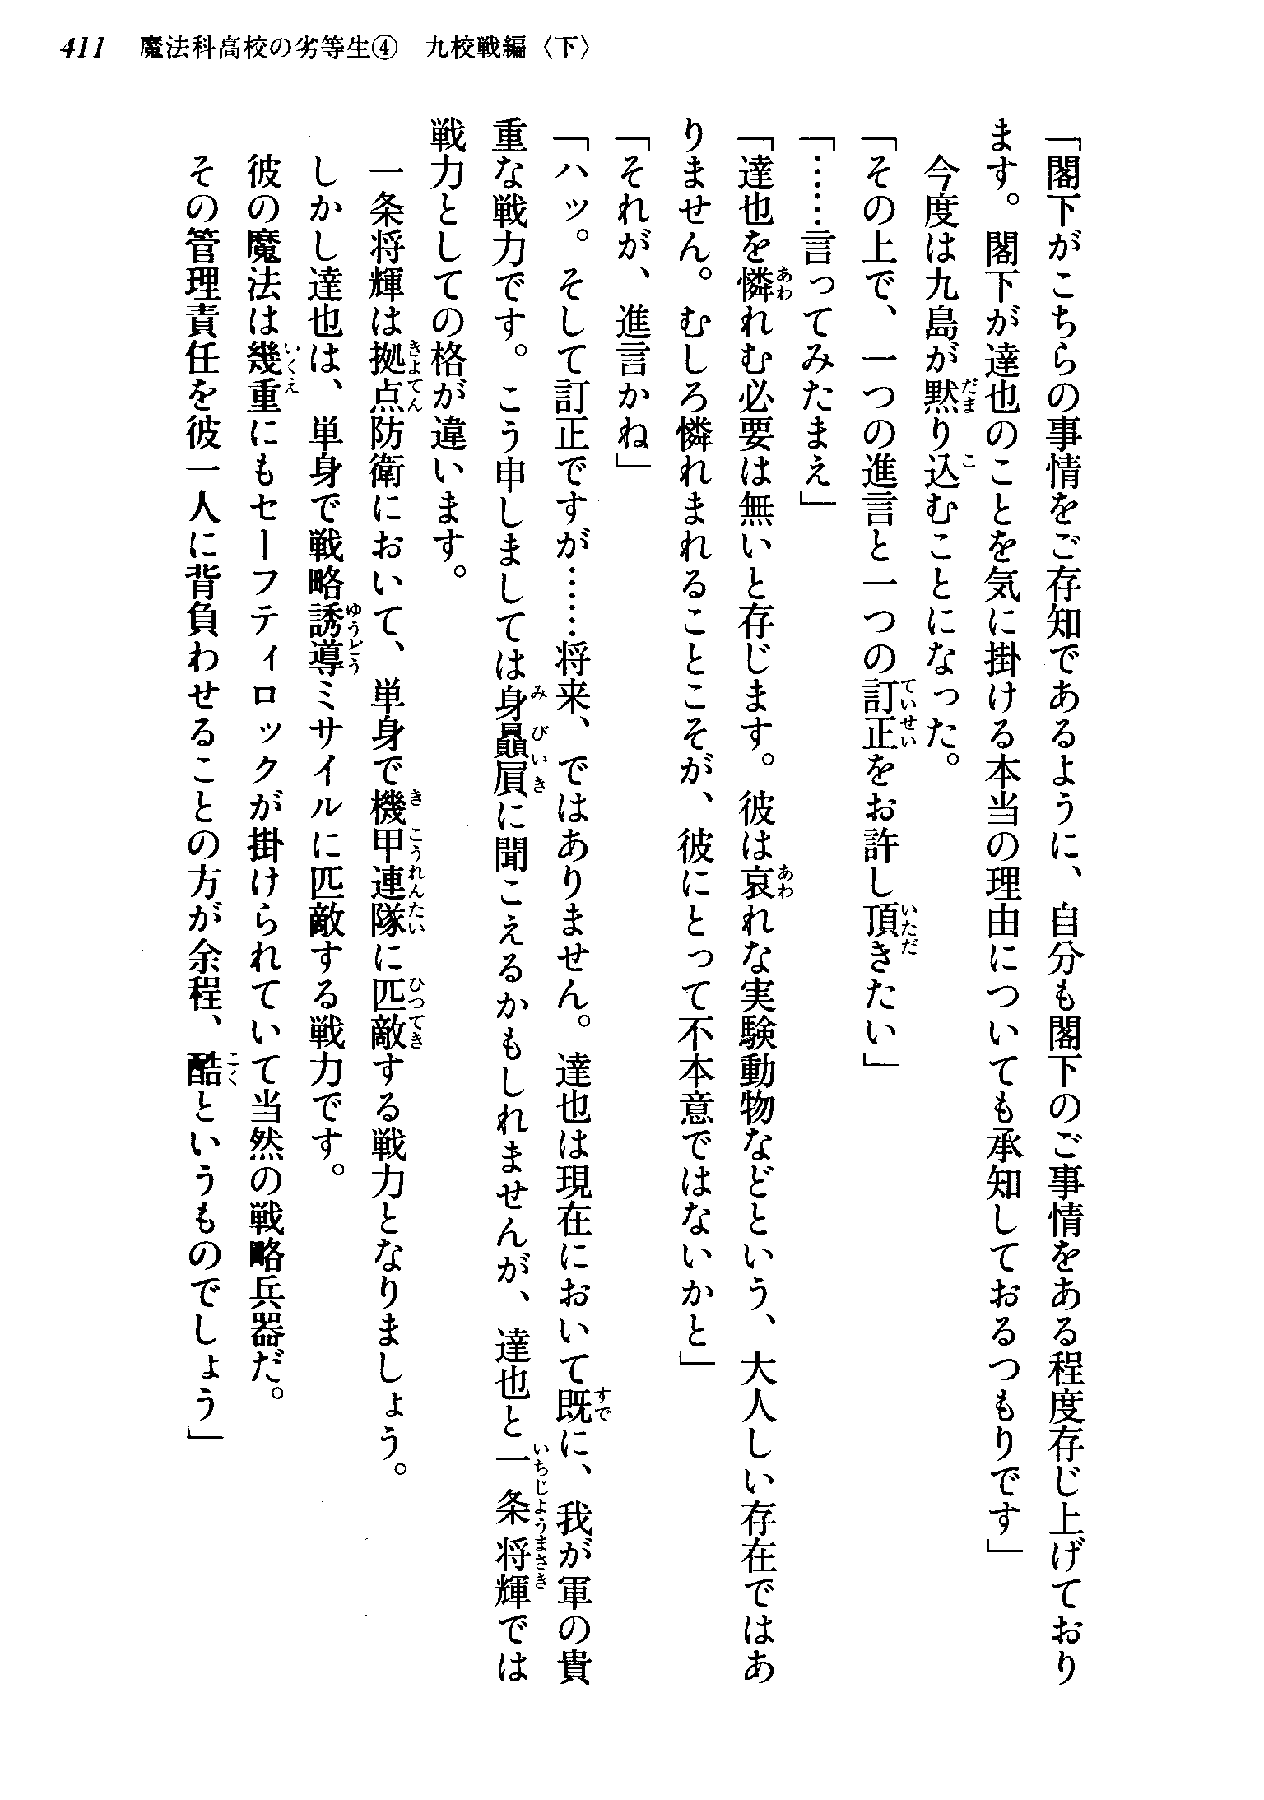 411　魔法科高校の劣等生④　九校戦編〈下〉
「閣下がこちらの事情をご存知であるように、自分も閣下のご事情をある程度存じ上げており
ます。閣下が達也のことを気に掛ける本当の理由についても承知しておるつもりです」
　今度は九島が黙り込むことになった。
「その上で、一つの進言と一つの訂正をお許し頂きたい」
「……言ってみたまえ」
「達也を憐れむ必要は無いと存じます。彼は哀れな実験動物などという、大人しい存在ではあ
りません。むしろ憐れまれることこそが、彼にとって不本意ではないかと」
「それが、進言かね」
「ハッ。そして訂正ですが……将来、ではありません。達也は現在において既に、我が軍の貴
重な戦力です。こう申しましては身贔屓に聞こえるかもしれませんが、達也と一条将輝では
戦力としての格が違います。
　一条将輝は拠点防衛において、単身で機甲連隊に匹敵する戦力となりましょう。
　しかし達也は、単身で戦略誘導ミサイルに匹敵する戦力です。
　彼の魔法は幾重にもセーフティロックが掛けられていて当然の戦略兵器だ。
　その管理責任を彼一人に背負わせることの方が余程、酷というものでしょう」